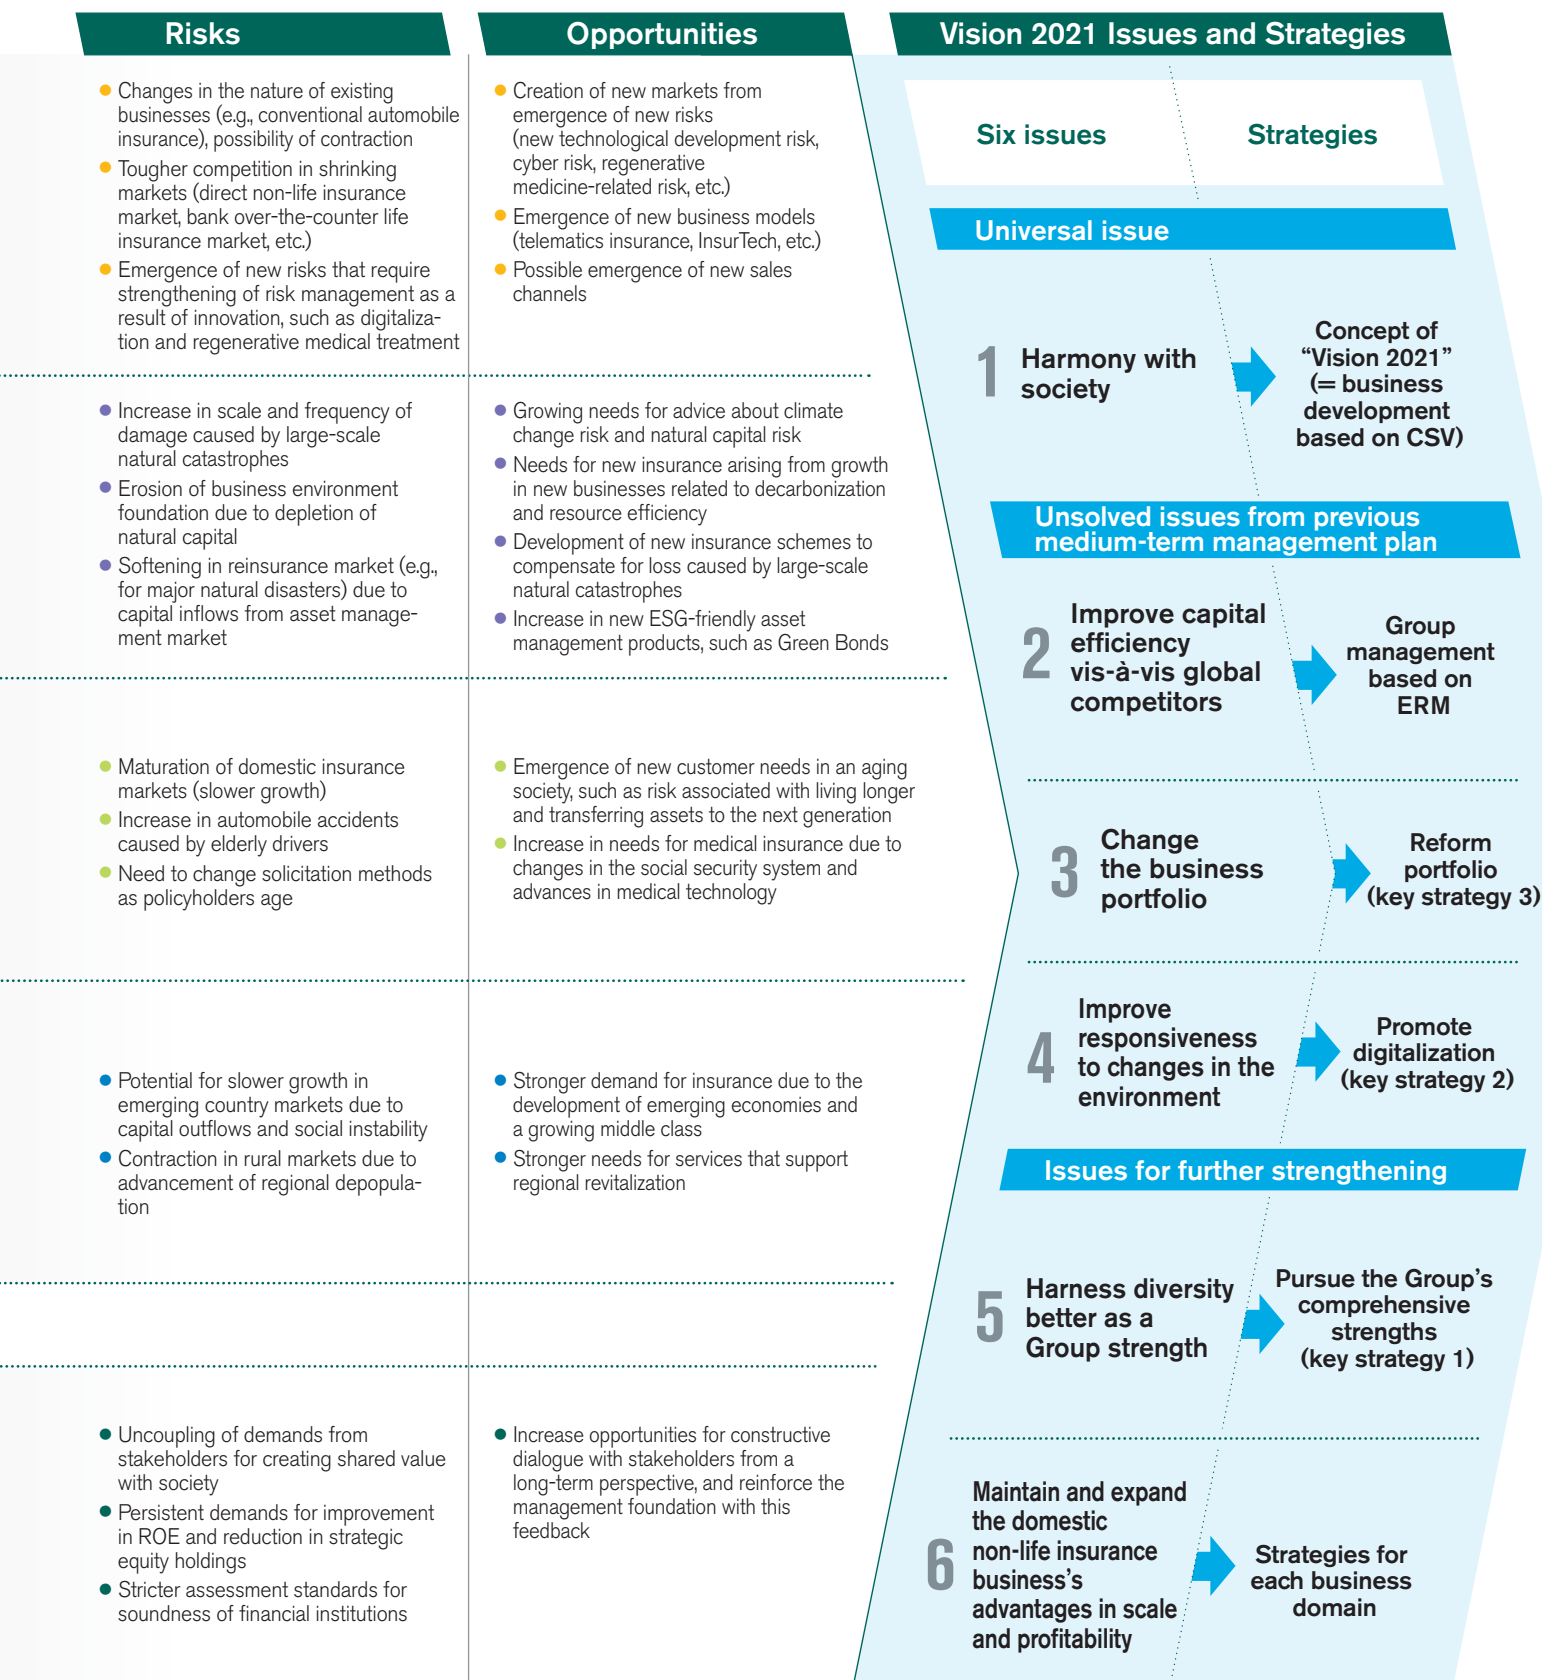 Risks
Changes in the nature of existing
businesses (e.g., conventional automobile
insurance), possibility of contraction
Tougher competition in shrinking
markets (direct non-life insurance
market, bank over-the-counter life
insurance market, etc.)
Emergence of new risks that require
strengthening of risk management as a
result of innovation, such as digitaliza-
tion and regenerative medical treatment
Increase in scale and frequency of
damage caused by large-scale
natural catastrophes
Erosion of business environment
foundation due to depletion of
natural capital
Softening in reinsurance market (e.g.,
for major natural disasters) due to
capital inflows from asset manage-
ment market
Maturation of domestic insurance
markets (slower growth)
Increase in automobile accidents
caused by elderly drivers
Need to change solicitation methods
as policyholders age
Potential for slower growth in
emerging country markets due to
capital outflows and social instability
Contraction in rural markets due to
advancement of regional depopula-
tion
Uncoupling of demands from
stakeholders for creating shared value
with society
Persistent demands for improvement
in ROE and reduction in strategic
equity holdings
Stricter assessment standards for
soundness of financial institutions
Opportunities
Creation of new markets from
emergence of new risks
(new technological development risk,
cyber risk, regenerative
medicine-related risk, etc.)
Emergence of new business models
(telematics insurance, InsurTech, etc.)
Possible emergence of new sales
channels
Growing needs for advice about climate
change risk and natural capital risk
Needs for new insurance arising from growth
in new businesses related to decarbonization
and resource efficiency
Development of new insurance schemes to
compensate for loss caused by large-scale
natural catastrophes
Increase in new ESG-friendly asset
management products, such as Green Bonds
Emergence of new customer needs in an aging
society, such as risk associated with living longer
and transferring assets to the next generation
Increase in needs for medical insurance due to
changes in the social security system and
advances in medical technology
Stronger demand for insurance due to the
development of emerging economies and
a growing middle class
Stronger needs for services that support
regional revitalization
Increase opportunities for constructive
dialogue with stakeholders from a
long-term perspective, and reinforce the
management foundation with this
feedback
Vision 2021 Issues and Strategies
Six issues
Strategies
Universal issue
1
Harmony with
society
Concept of
“Vision 2021”
(= business
development
based on CSV)
Unsolved issues from previous
medium-term management plan
2
Improve capital
efficiency
vis-à-vis global
competitors
Group
management
based on
ERM
3
Change
the business
portfolio
Reform
portfolio
(key strategy 3)
4
Improve
responsiveness
to changes in the
environment
Promote
digitalization
(key strategy 2)
Issues for further strengthening
5
Harness diversity
better as a
Group strength
Pursue the Group’s
comprehensive
strengths
(key strategy 1)
6
Maintain and expand
the domestic
non-life insurance
business’s
advantages in scale
and profitability
Strategies for
each business
domain